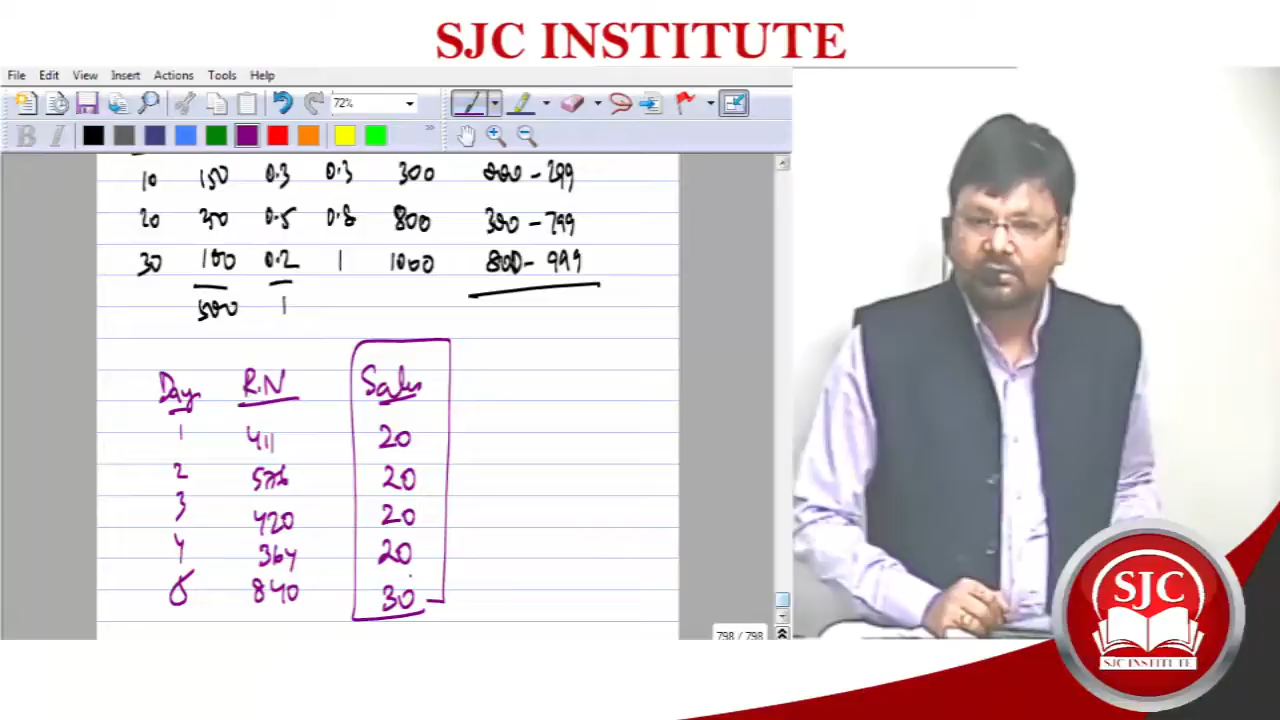 SJC INSTITUTE
File Edit View Insert Actions Tools Help
72%
B I
10 150 0.3 0.3 300 000 - 299
20 0.5 0.8 800 300 - 799
30 100 0.2 1 1000 800 - 999
500 1
Day R.N Sales
1 411 20
2 20
3 420 20
4 364 20
5 840 30
798 / 798
SJC
SJC INSTITUTE